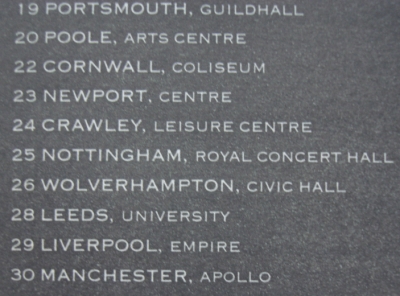 19 PORTSMOUTH, GUILDHALL
20 POOLE, ARTS CENTRE
22 CORNWALL, COLISEUM
23 NEWPORT, CENTRE
24 CRAWLEY, LEISURE CENTRE
25 NOTTINGHAM, ROYAL CONCERT HALL
26 WOLVERHAMPTON, CIVIC HALL
28 LEEDS, UNIVERSITY
29 LIVERPOOL, EMPIRE
30 MANCHESTER, APOLLO